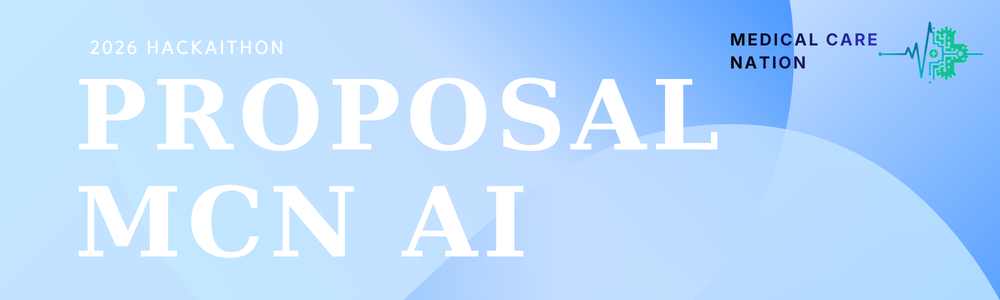 2026 HACKAITHON
MEDICAL CARE
NATION
PROPOSAL
MCN AI